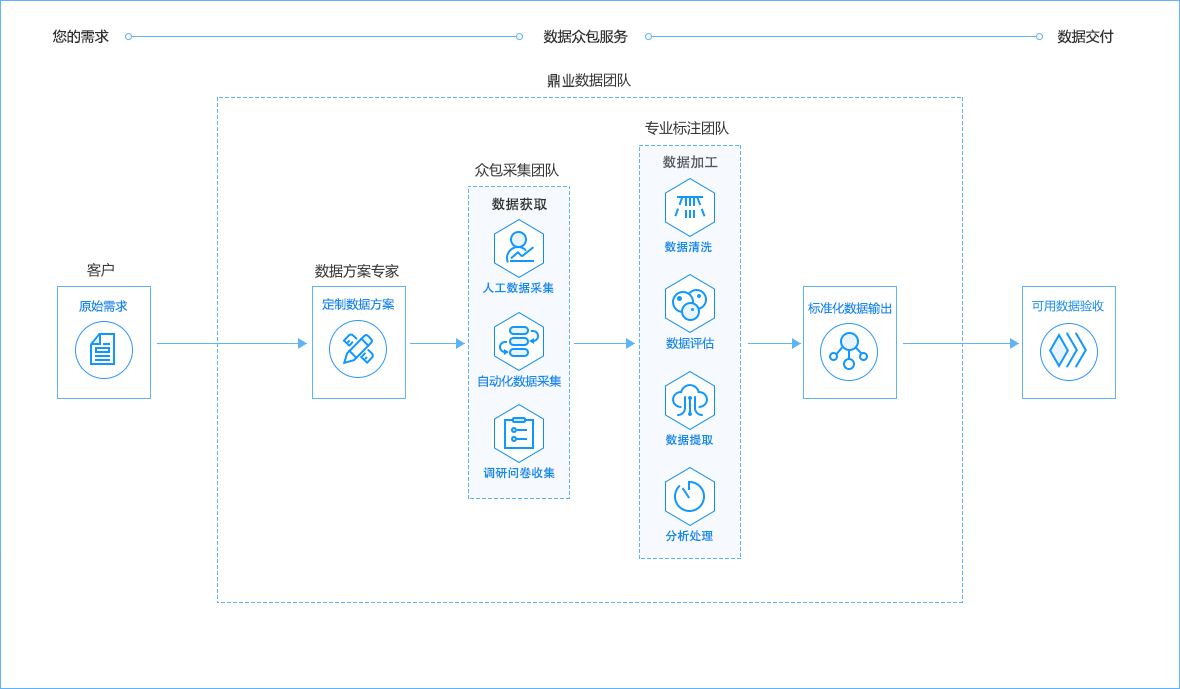 您的需求
数据众包服务
数据交付
鼎业数据团队
专业标注团队
数据加工
众包采集团队
数据获取
数据清洗
客户
数据方案专家
人工数据采集
原始需求
定制数据方案
标准化数据输出
可用数据验收
数据评估
自动化数据采集
数据提取
调研问卷收集
分析处理